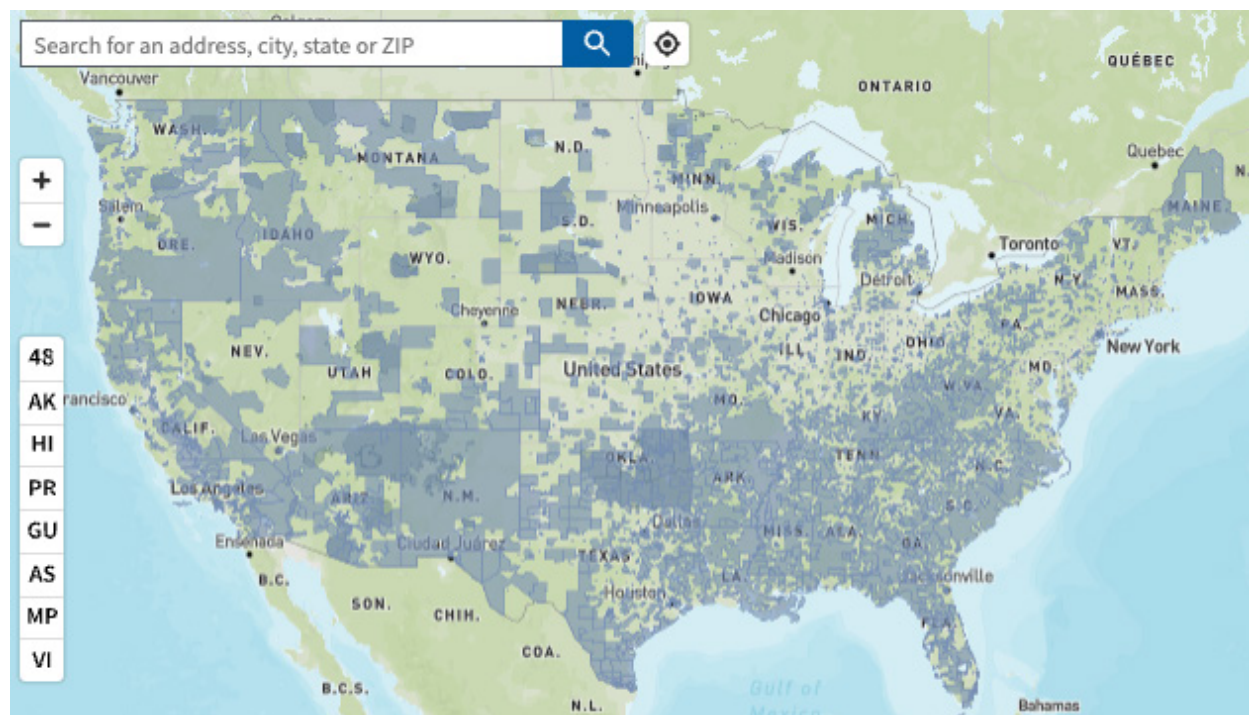 Search for an address, city, state or ZIP
Vancouver
QUÉBEC
ONTARIO
WASH.
MONTANA
N.D.
Quebec
MINN.
+
−
Salem
Minneapolis
MAINE
ORE.
IDAHO
S.D.
WIS.
MICH.
Toronto
VT.
WYO.
Madison
Detroit
N.Y.
MASS.
Cheyenne
NEBR.
IOWA
Chicago
PA.
NEV.
ILL.
IND.
OHIO
New York
48
UTAH
COLO.
United States
MD.
W.VA.
AK
rancisco
MO.
KY.
VA.
CALIF.
Las Vegas
HI
OKLA.
TENN.
N.C.
PR
Los Angeles
ARIZ.
N.M.
ARK.
S.C.
GU
Ensenada
Ciudad Juárez
Dallas
MISS.
ALA.
GA.
TEXAS
AS
B.C.
LA.
Jacksonville
SON.
CHIH.
Houston
MP
FLA.
VI
COA.
B.C.S.
N.L.
Gulf of
Mexico
Bahamas